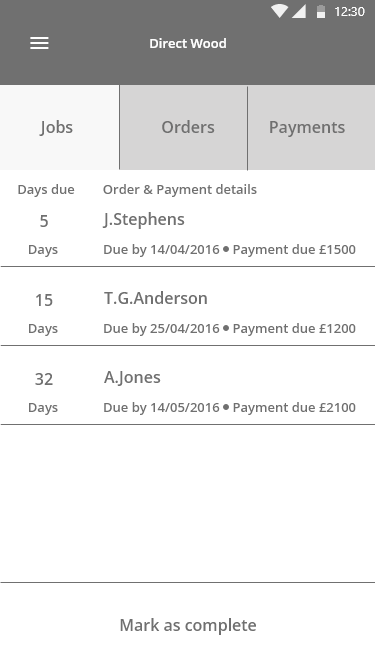 12:30
Direct Wood
Jobs Orders Payments
Days due Order & Payment details
5 J.Stephens
Days Due by 14/04/2016 ● Payment due £1500
15 T.G.Anderson
Days Due by 25/04/2016 ● Payment due £1200
32 A.Jones
Days Due by 14/05/2016 ● Payment due £2100
Mark as complete